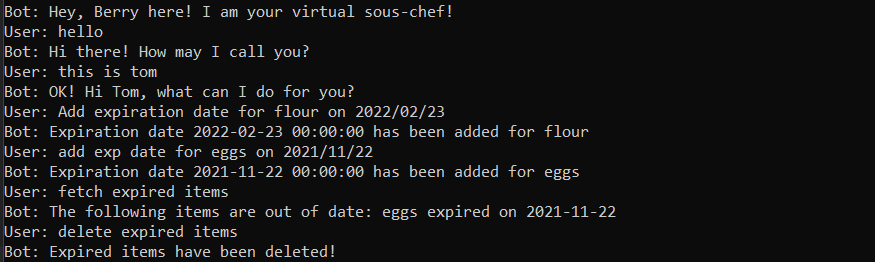 Bot: Hey, Berry here! I am your virtual sous-chef!
User: hello
Bot: Hi there! How may I call you?
User: this is tom
Bot: OK! Hi Tom, what can I do for you?
User: Add expiration date for flour on 2022/02/23
Bot: Expiration date 2022-02-23 00:00:00 has been added for flour
User: add exp date for eggs on 2021/11/22
Bot: Expiration date 2021-11-22 00:00:00 has been added for eggs
User: fetch expired items
Bot: The following items are out of date: eggs expired on 2021-11-22
User: delete expired items
Bot: Expired items have been deleted!